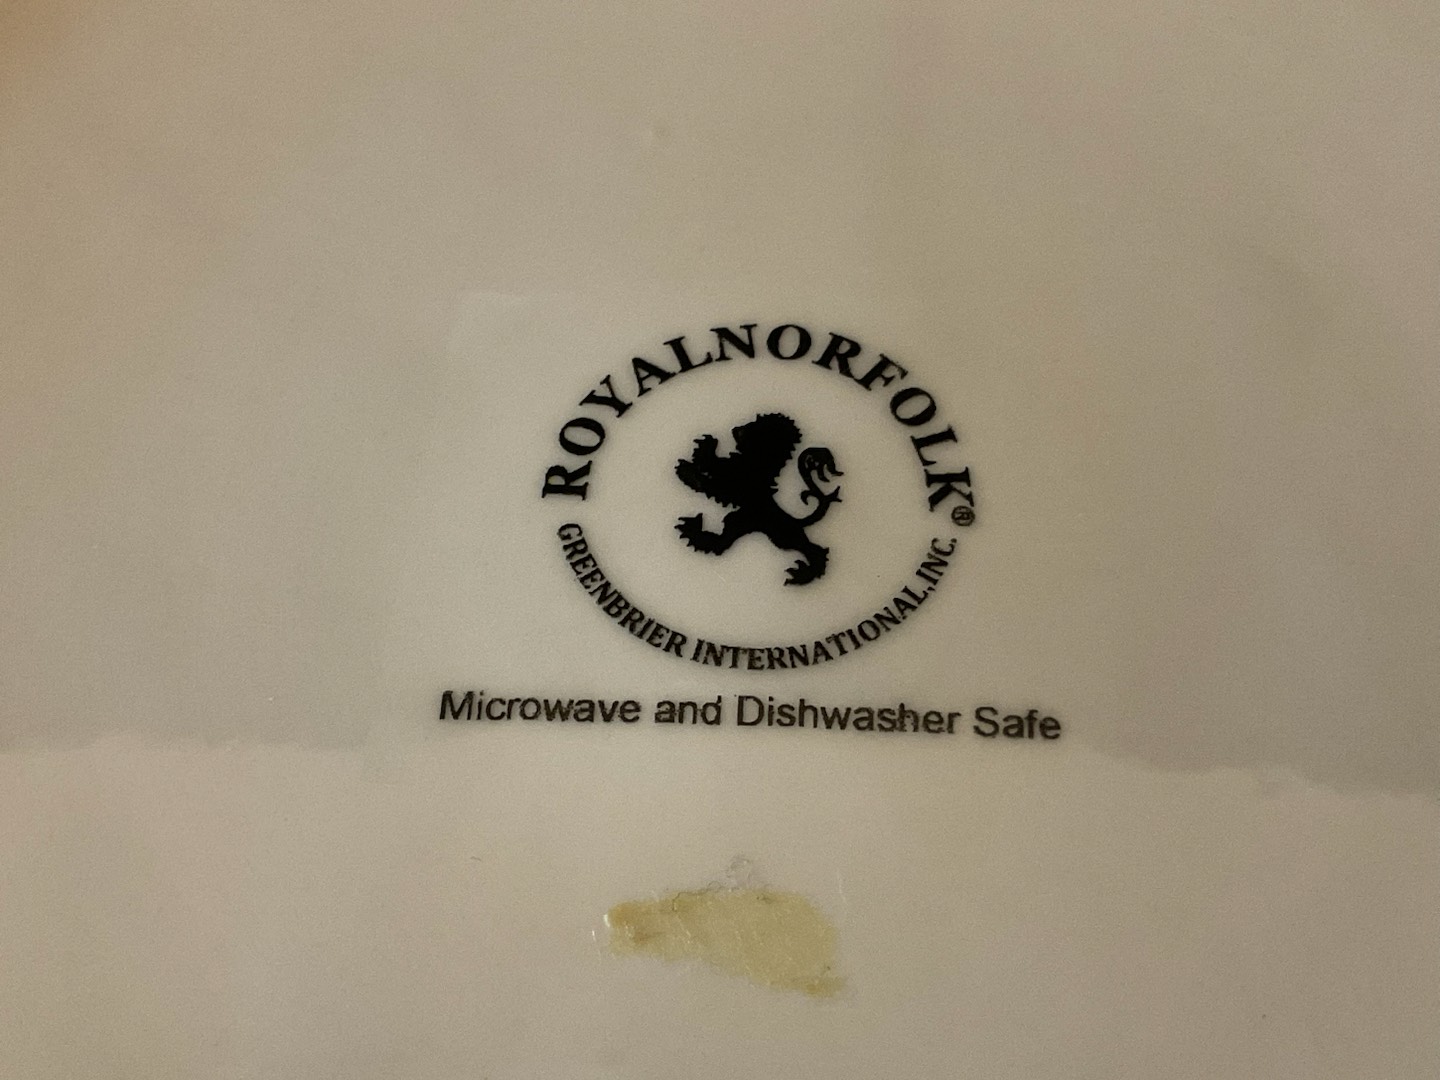 ROYALNORFOLK®
GREENBRIER INTERNATIONAL, INC.
Microwave and Dishwasher Safe